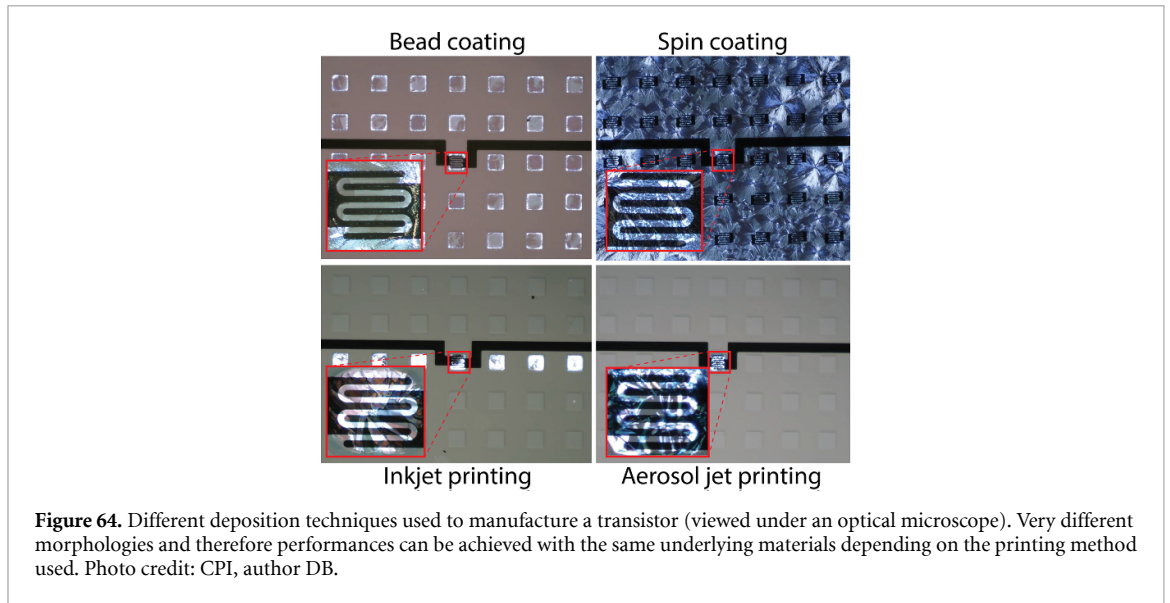 Bead coating
Spin coating
Inkjet printing
Aerosol jet printing
Figure 64. Different deposition techniques used to manufacture a transistor (viewed under an optical microscope). Very different
morphologies and therefore performances can be achieved with the same underlying materials depending on the printing method
used. Photo credit: CPI, author DB.